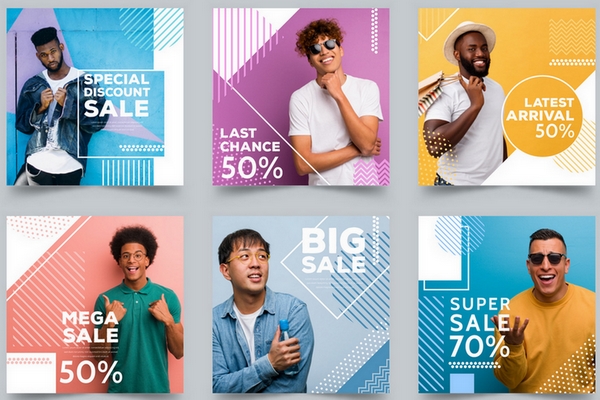 SPECIAL
DISCOUNT
SALE
LAST
CHANCE
50%
LATEST
ARRIVAL
50%
MEGA
SALE
50%
BIG
SALE
SUPER
SALE
70%